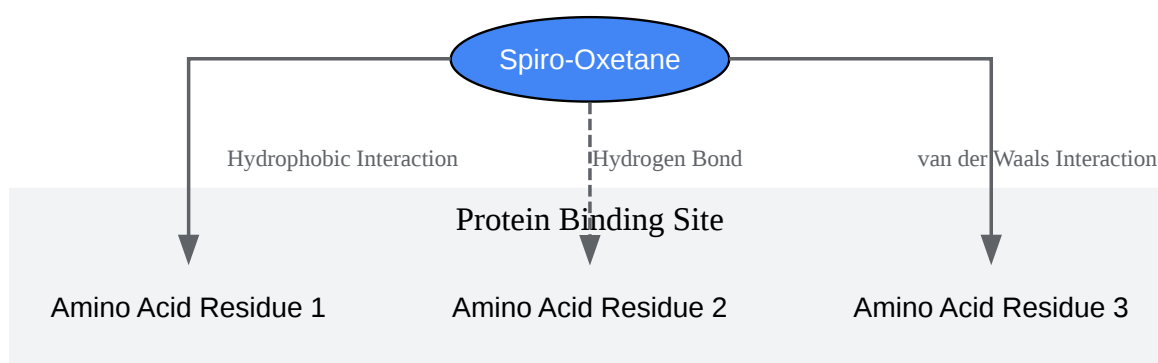 Spiro-Oxetane
Hydrophobic Interaction
Hydrogen Bond
van der Waals Interaction
Protein Binding Site
Amino Acid Residue 1
Amino Acid Residue 2
Amino Acid Residue 3